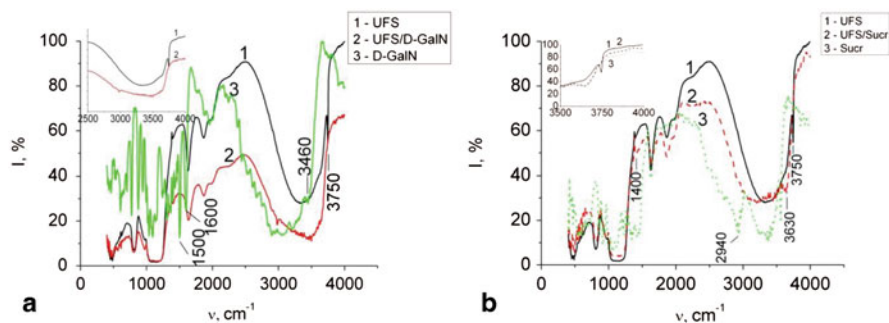 1 - UFS
2 - UFS/D-GalN
3 - D-GalN
1
2
2500 3000 3500 4000
100
80
60
40
20
0
I, %
1
2
3
3460
3750
1600
1500
0 1000 2000 3000 4000
ν, cm⁻¹
a
1 - UFS
2 - UFS/Sucr
3 - Sucr
1 2
100
80
60
40
20
0
3500 3750 4000
100
80
60
40
20
0
I, %
1
2
3
1400
2940
3630
3750
0 1000 2000 3000 4000
ν, cm⁻¹
b